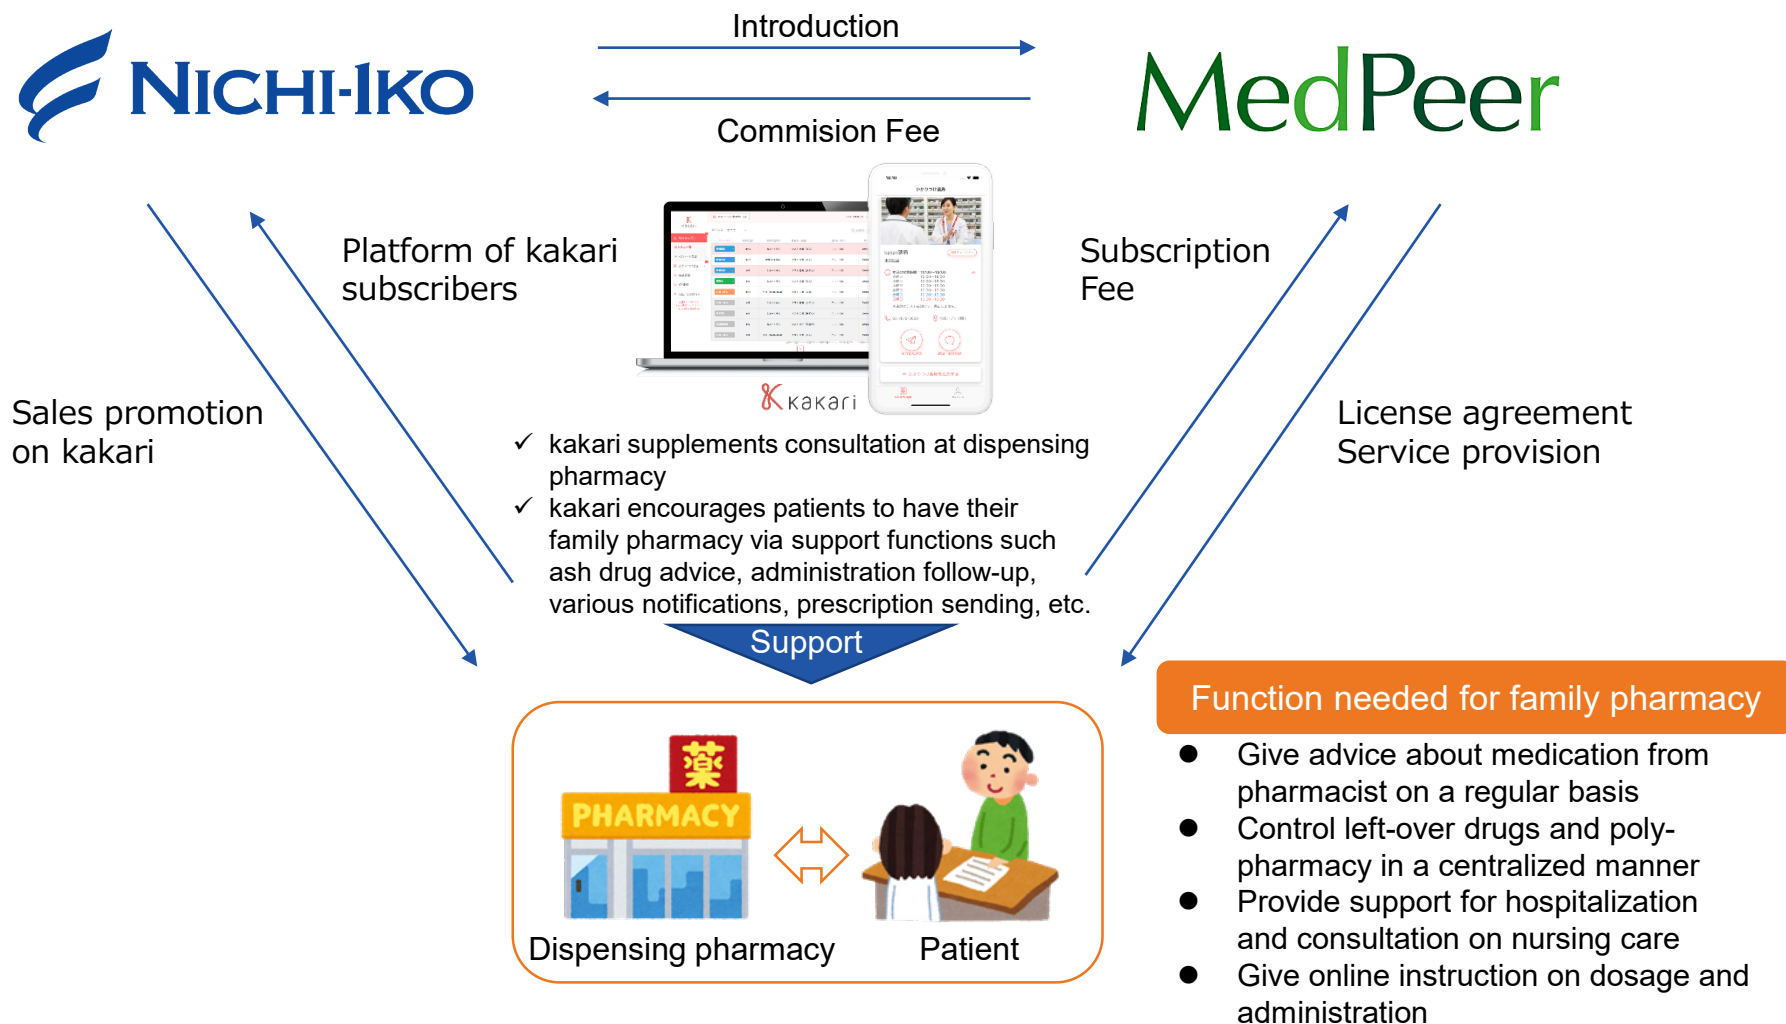 Introduction
NICHI-IKO
MedPeer
Commision Fee
Platform of kakari
subscribers
Subscription
Fee
Sales promotion
on kakari
kakari
License agreement
Service provision
✓ kakari supplements consultation at dispensing
pharmacy
✓ kakari encourages patients to have their
family pharmacy via support functions such
ash drug advice, administration follow-up,
various notifications, prescription sending, etc.
Support
Function needed for family pharmacy
薬
PHARMACY
Dispensing pharmacy
Patient
● Give advice about medication from
pharmacist on a regular basis
● Control left-over drugs and poly-
pharmacy in a centralized manner
● Provide support for hospitalization
and consultation on nursing care
● Give online instruction on dosage and
administration